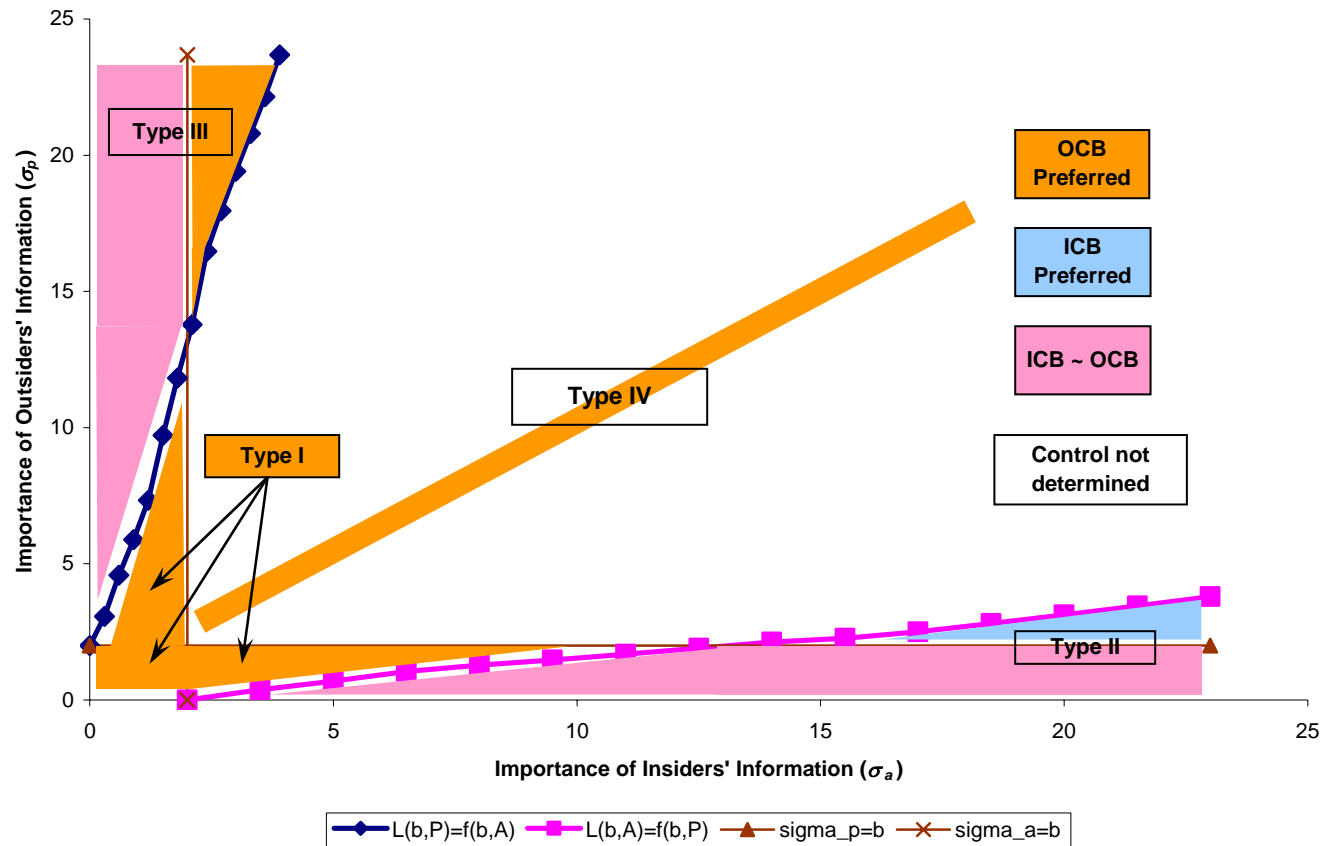 25
20
15
10
5
0
Importance of Outsiders' Information (σp)
Type III
OCB
Preferred
ICB
Preferred
ICB ~ OCB
Type IV
Type I
Control not
determined
Type II
0
5
10
15
20
25
Importance of Insiders' Information (σa)
L(b,P)=f(b,A)
L(b,A)=f(b,P)
sigma_p=b
sigma_a=b